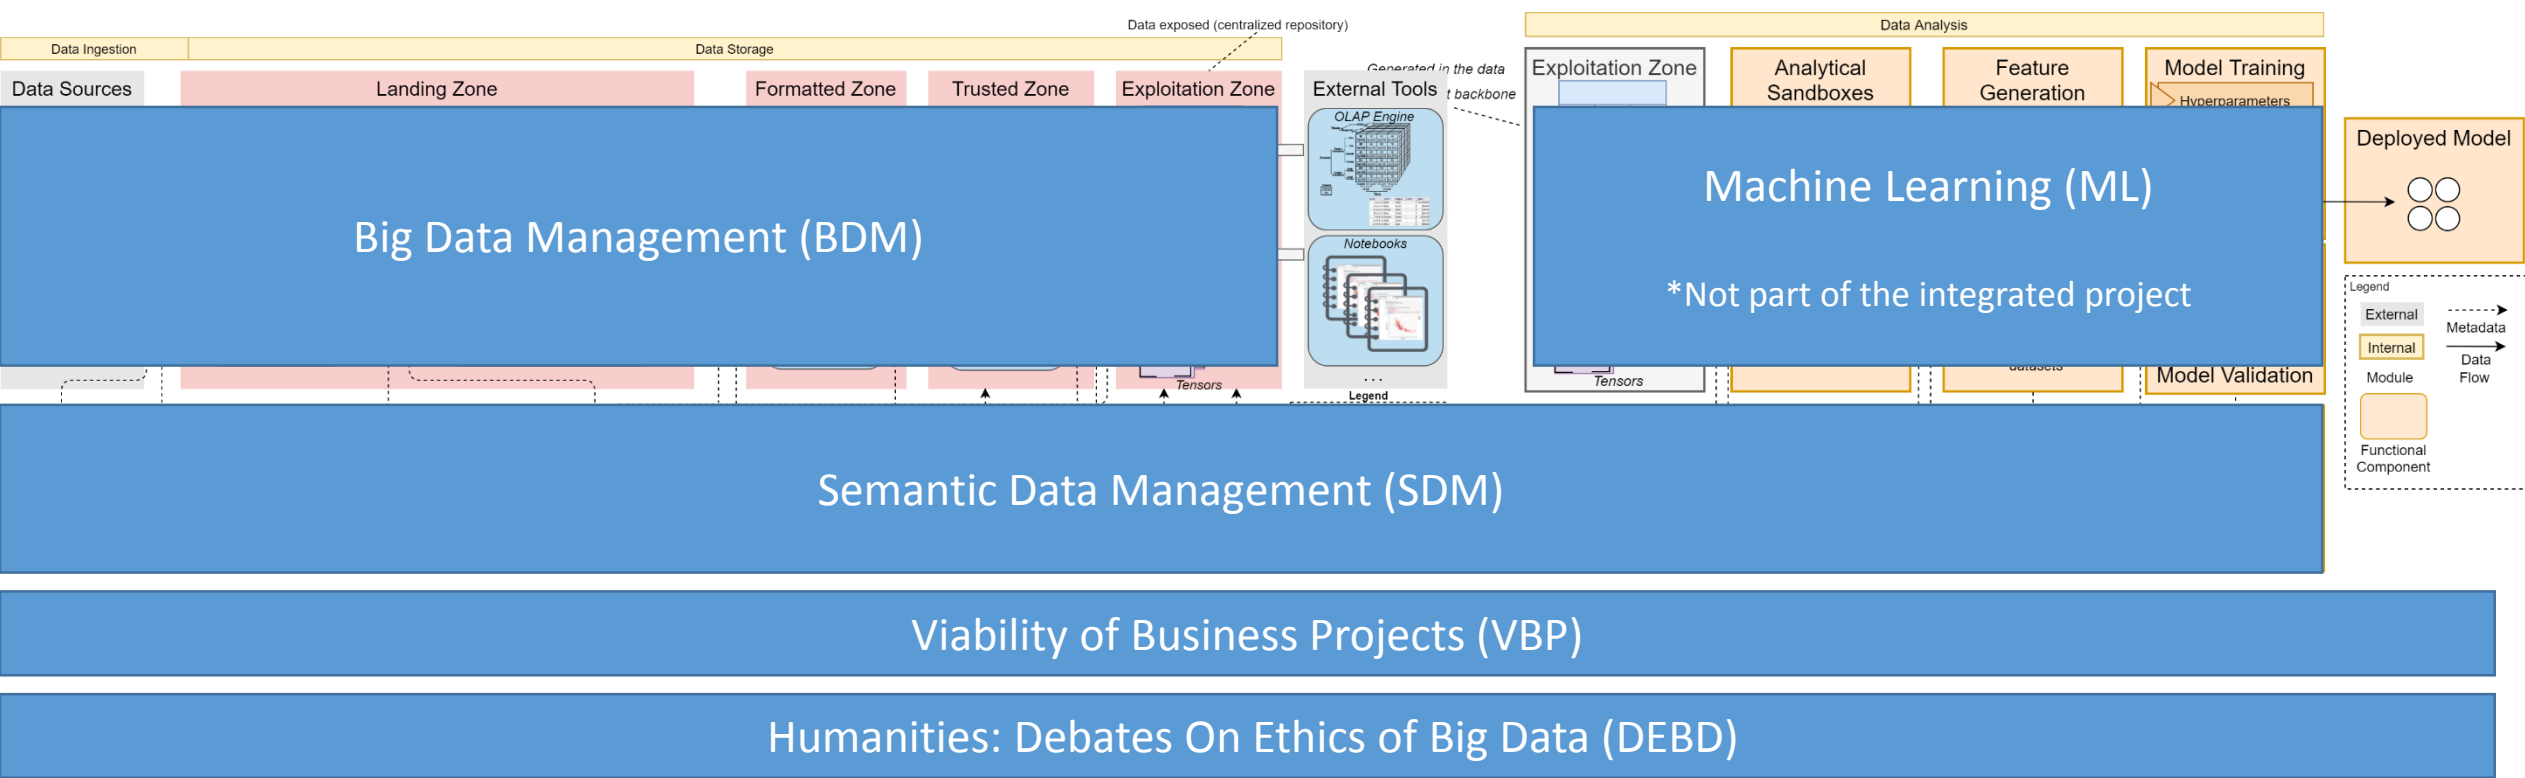 Data exposed (centralized repository)
Data Analysis
Data Ingestion
Data Storage
Data Sources
Landing Zone
Formatted Zone
Trusted Zone
Exploitation Zone
External Tools
Generated in the data
t backbone
Exploitation Zone
Analytical
Sandboxes
Feature
Generation
Model Training
Hyperparameters
OLAP Engine
Notebooks
. . .
Legend
Big Data Management (BDM)
Machine Learning (ML)
*Not part of the integrated project
Deployed Model
Legend
External
Metadata
Internal
Data
Flow
Module
Functional
Component
Tensors
Tensors
datasets
Model Validation
Semantic Data Management (SDM)
Viability of Business Projects (VBP)
Humanities: Debates On Ethics of Big Data (DEBD)